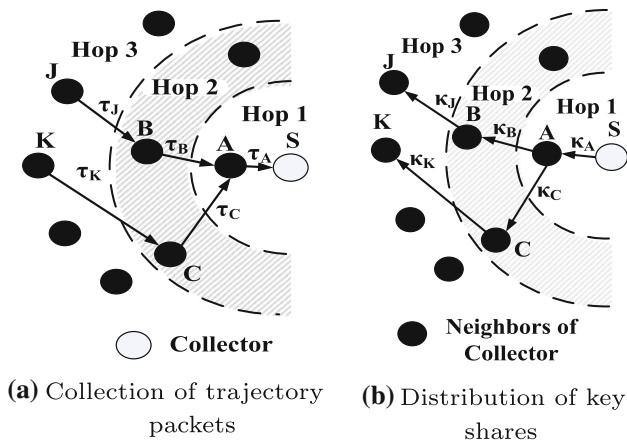 Hop 3
J
Hop 2
τJ
Hop 1
K
B
S
τB
A
τA
τK
τC
C
Collector
(a) Collection of trajectory
packets
Hop 3
J
Hop 2
κJ
Hop 1
B
S
K
κB
A
κA
κK
κC
C
Neighbors of
Collector
(b) Distribution of key
shares